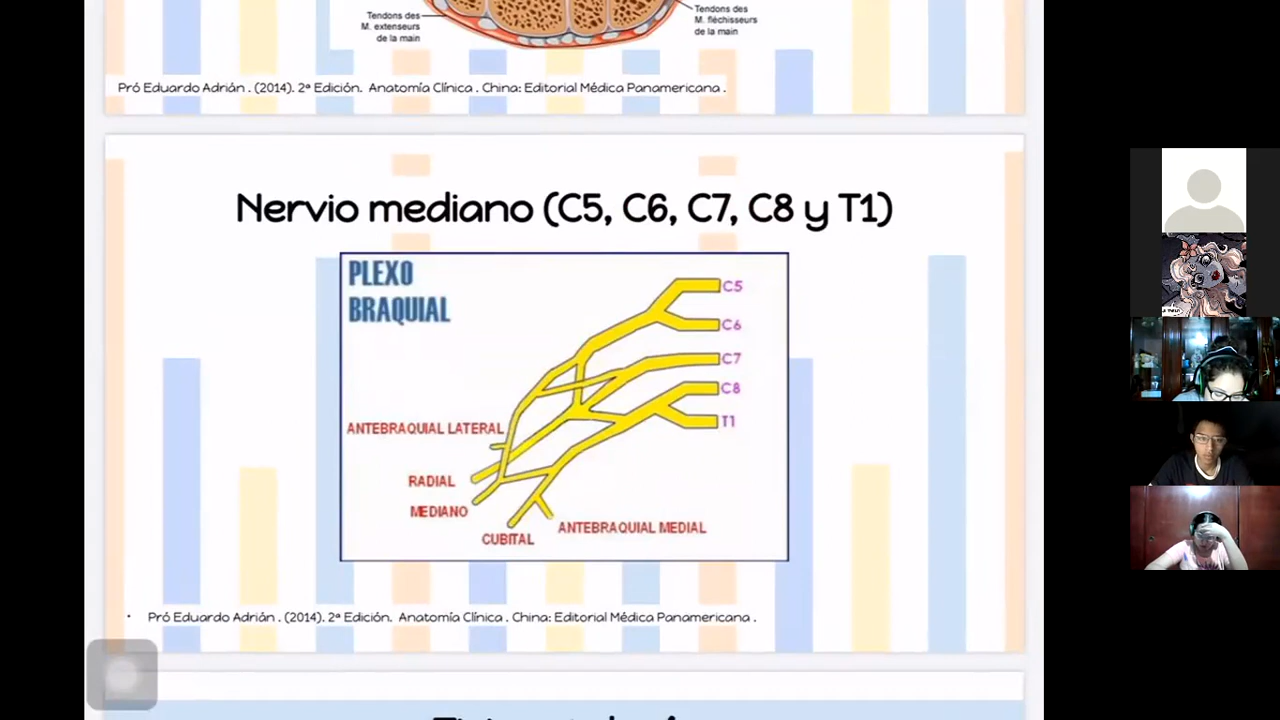 Tendons des
M. extenseurs
de la main
Tendons des
M. fléchisseurs
de la main
Pró Eduardo Adrián . (2014). 2ª Edición. Anatomía Clínica . China: Editorial Médica Panamericana .
Nervio mediano (C5, C6, C7, C8 y T1)
PLEXO
BRAQUIAL
C5
C6
C7
C8
T1
ANTEBRAQUIAL LATERAL
RADIAL
MEDIANO
CUBITAL
ANTEBRAQUIAL MEDIAL
• Pró Eduardo Adrián . (2014). 2ª Edición. Anatomía Clínica . China: Editorial Médica Panamericana .